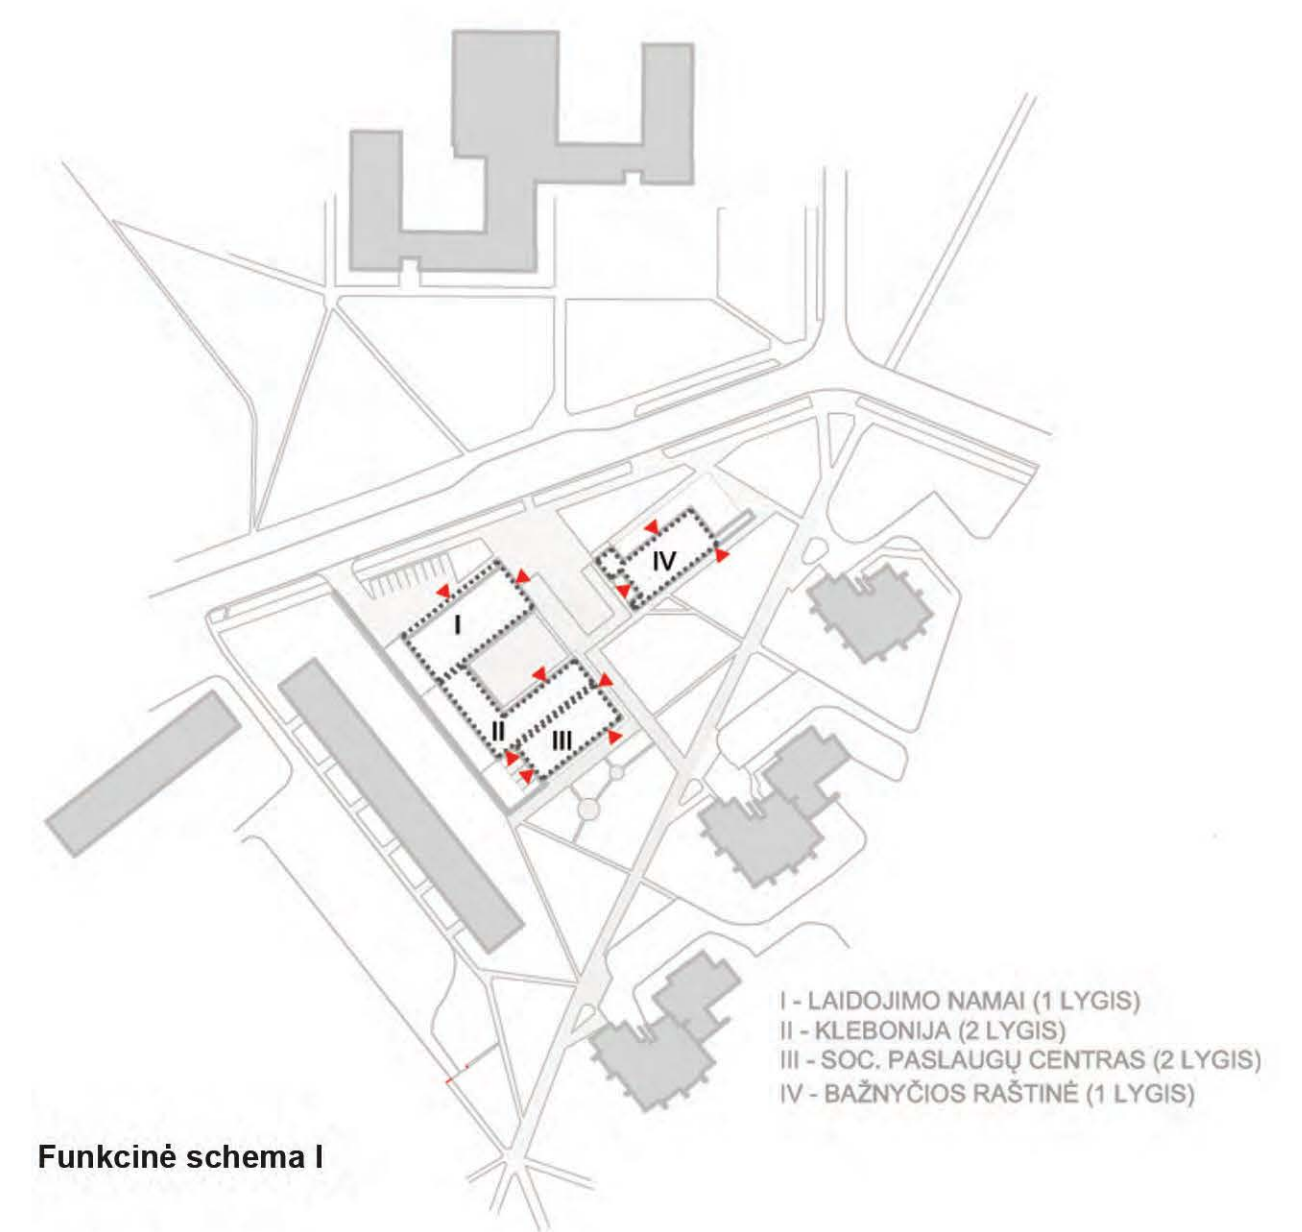 IV
I
II
III
I - LAIDOJIMO NAMAI (1 LYGIS)
II - KLEBONIJA (2 LYGIS)
III - SOC. PASLAUGŲ CENTRAS (2 LYGIS)
IV - BAŽNYČIOS RAŠTINĖ (1 LYGIS)
Funkcinė schema I